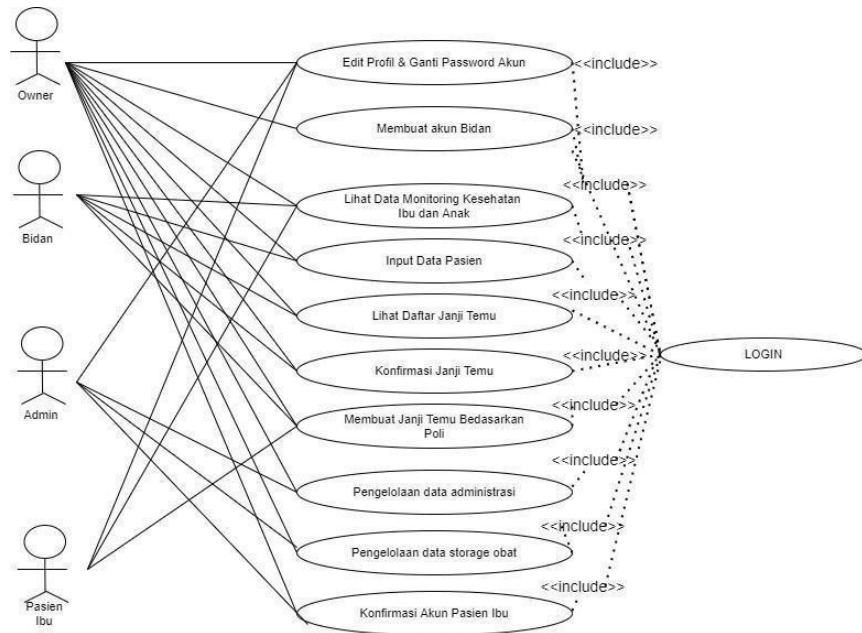 Owner
Bidan
Admin
Pasien
Ibu
Edit Profil & Ganti Password Akun
<<include>>
Membuat akun Bidan
<<include>>
<<include>>
Lihat Data Monitoring Kesehatan
Ibu dan Anak
<<include>>
Input Data Pasien
<<include>>
Lihat Daftar Janji Temu
<<include>>
Konfirmasi Janji Temu
<<include>>
Membuat Janji Temu Bedasarkan
Poli
<<include>>
Pengelolaan data administrasi
<<include>>
Pengelolaan data storage obat
<<include>>
Konfirmasi Akun Pasien Ibu
LOGIN